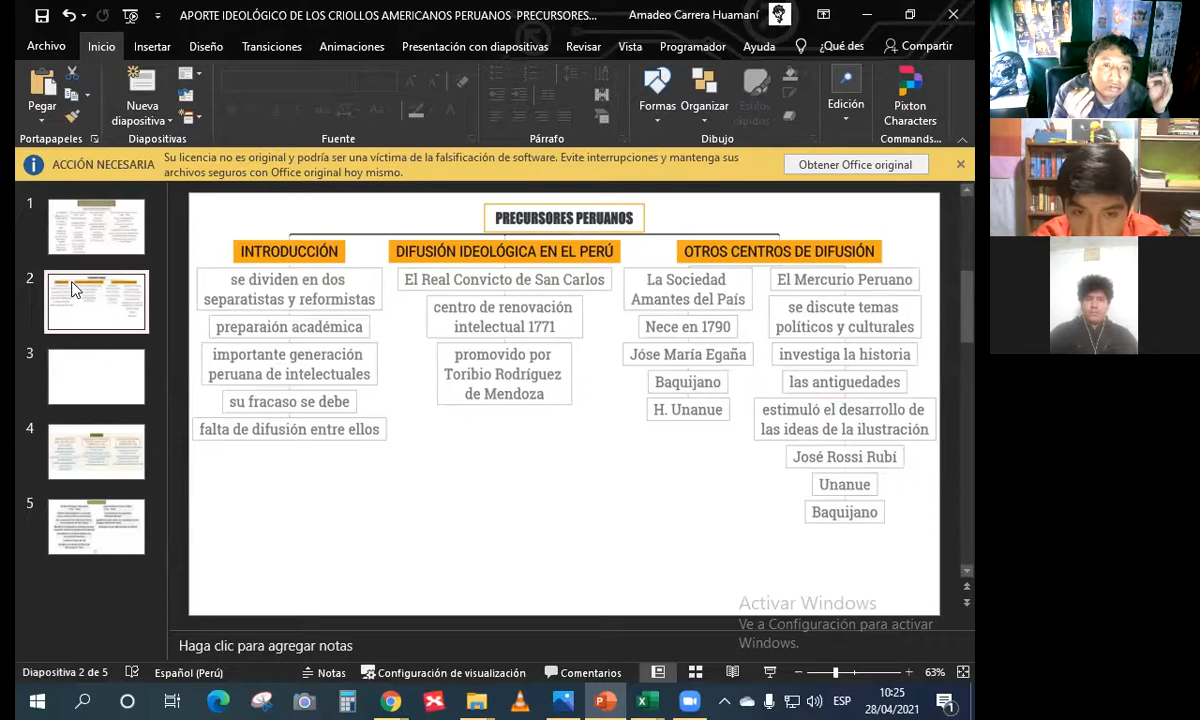 APORTE IDEOLÓGICO DE LOS CRIOLLOS AMERICANOS PERUANOS PRECURSORES...
Amadeo Carrera Huamaní
Archivo Inicio Insertar Diseño Transiciones Animaciones Presentación con diapositivas Revisar Vista Programador Ayuda ¿Qué des Compartir
Pegar
Nueva
diapositiva
Formas
Organizar
Estilos
rápidos
Edición
Pixton
Characters
Portapapeles Diapositivas Fuente Párrafo Dibujo Commands...
ACCIÓN NECESARIA
Su licencia no es original y podría ser una víctima de la falsificación de software. Evite interrupciones y mantenga sus
archivos seguros con Office original hoy mismo.
Obtener Office original
1
2
3
4
5
PRECURSORES PERUANOS
INTRODUCCIÓN
se dividen en dos
separatistas y reformistas
preparaión académica
importante generación
peruana de intelectuales
su fracaso se debe
falta de difusión entre ellos
DIFUSIÓN IDEOLÓGICA EN EL PERÚ
El Real Convicto de San Carlos
centro de renovación
intelectual 1771
promovido por
Toribio Rodríguez
de Mendoza
OTROS CENTROS DE DIFUSIÓN
La Sociedad
Amantes del País
Nece en 1790
Jóse María Egaña
Baquijano
H. Unanue
El Mercurio Peruano
se discute temas
políticos y culturales
investiga la historia
las antiguedades
estimuló el desarrollo de
las ideas de la ilustración
José Rossi Rubí
Unanue
Baquijano
Activar Windows
Ve a Configuración para activar
Windows.
Haga clic para agregar notas
Diapositiva 2 de 5 Español (Perú) Notas Configuración de visualización Comentarios 63%
ESP
10:25
28/04/2021
1